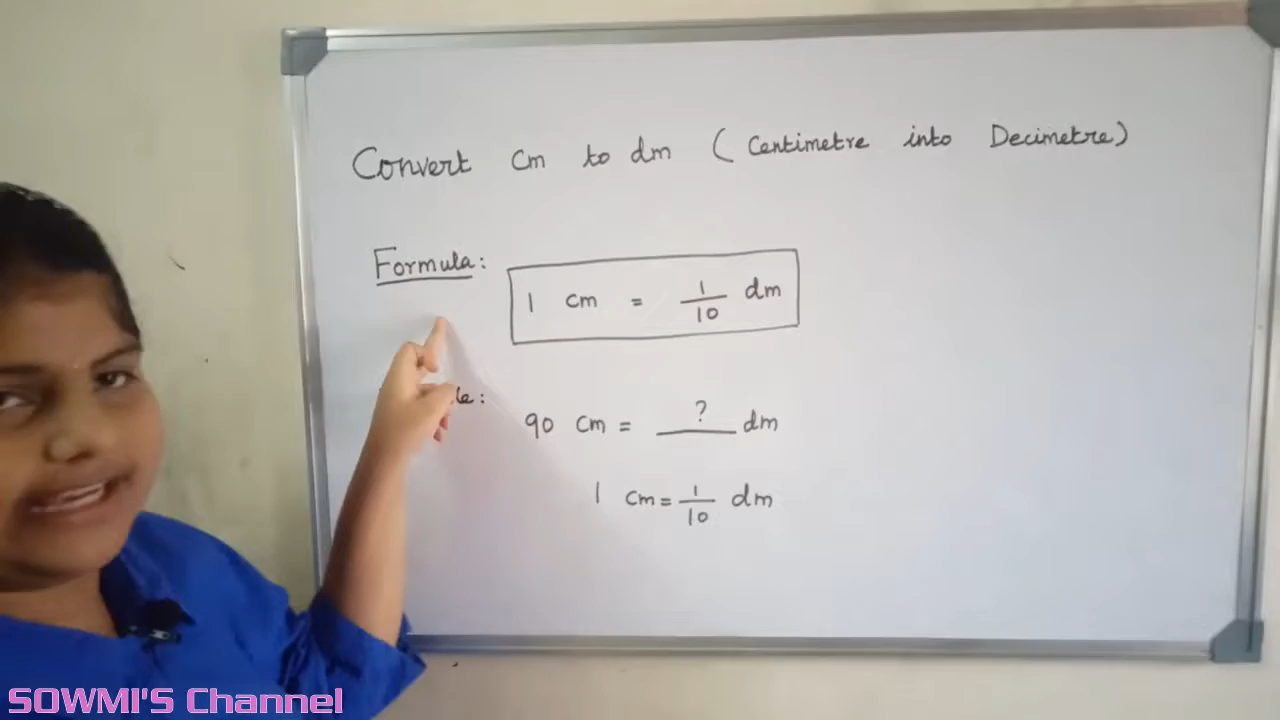 Convert Cm to dm ( Centimetre into Decimetre)
Formula:
1 cm = 1/10 dm
le:
90 cm = ? dm
1 cm = 1/10 dm
SOWMI'S Channel